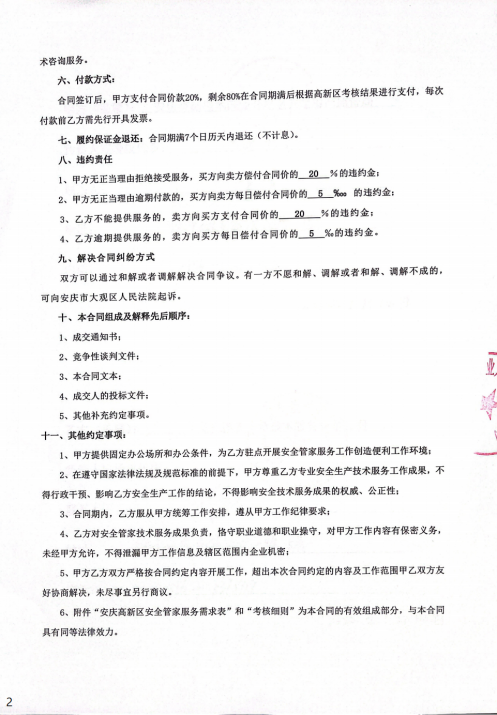 术咨询服务。
六、付款方式：
合同签订后，甲方支付合同价款20%，剩余80%在合同期满后根据高新区考核结果进行支付，每次
付款前乙方需先行开具发票。
七、履约保证金退还：合同期满7个日历天内退还（不计息）。
八、违约责任
1、甲方无正当理由拒绝接受服务，买方向卖方偿付合同价的 20 %的违约金；
2、甲方无正当理由逾期付款的，买方向卖方每日偿付合同价的 5 ‱ 的违约金；
3、乙方不能提供服务的，卖方向买方支付合同价的 20 %的违约金；
4、乙方逾期提供服务的，卖方向买方每日偿付合同价的 5 ‱的违约金。
九、解决合同纠纷方式
双方可以通过和解或者调解解决合同争议。有一方不愿和解、调解或者和解、调解不成的，
可向安庆市大观区人民法院起诉。
十、本合同组成及解释先后顺序：
1、成交通知书；
2、竞争性谈判文件；
3、本合同文本；
4、成交人的投标文件；
5、其他补充约定事项。
十一、其他约定事项：
1、甲方提供固定办公场所和办公条件，为乙方驻点开展安全管家服务工作创造便利工作环境；
2、在遵守国家法律法规及规范标准的前提下，甲方尊重乙方专业安全生产技术服务工作成果，不
得行政干预、影响乙方安全生产工作的结论，不得影响安全技术服务成果的权威、公正性；
3、合同期内，乙方服从甲方统筹工作安排，遵从甲方工作纪律要求；
4、乙方对安全管家技术服务成果负责，恪守职业道德和职业操守，对甲方工作内容有保密义务，
未经甲方允许，不得泄漏甲方工作信息及辖区范围内企业机密；
5、甲方乙方双方严格按合同约定内容开展工作，超出本次合同约定的内容及工作范围甲乙双方友
好协商解决，未尽事宜另行商议。
6、附件“安庆高新区安全管家服务需求表”和“考核细则”为本合同的有效组成部分，与本合同
具有同等法律效力。
2